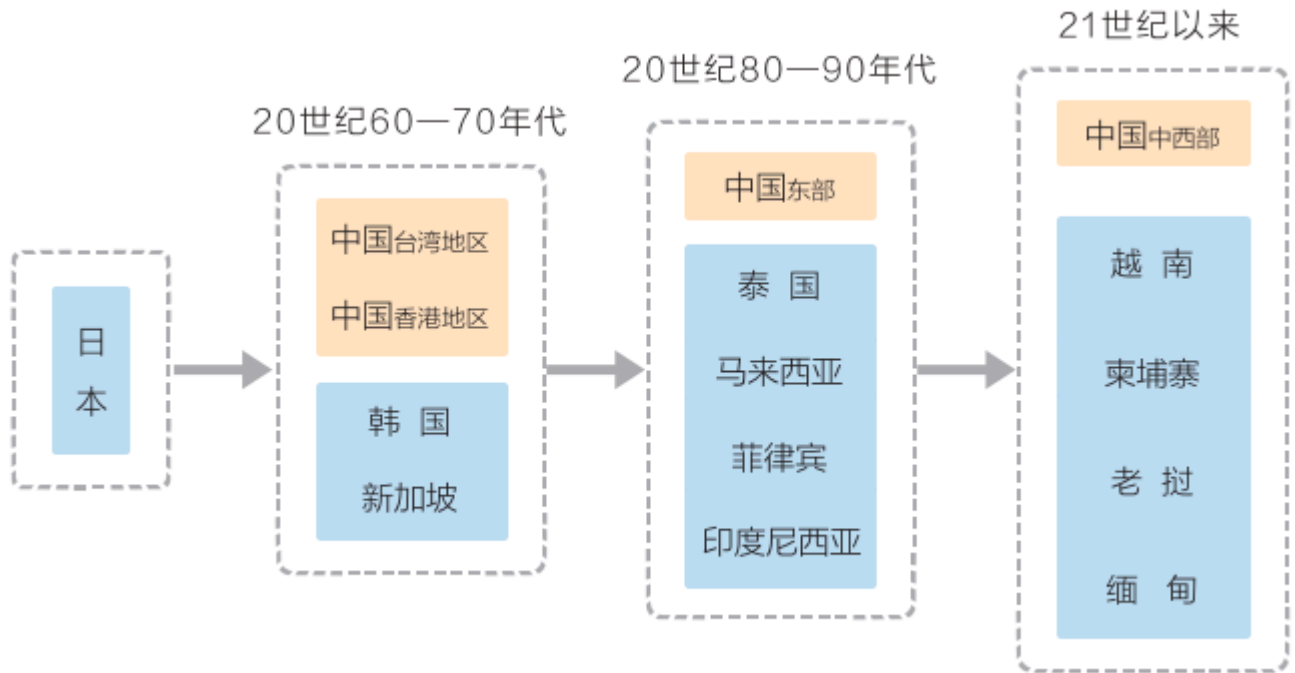 日
本
20世纪60—70年代
中国台湾地区
中国香港地区
韩 国
新加坡
20世纪80—90年代
中国东部
泰 国
马来西亚
菲律宾
印度尼西亚
21世纪以来
中国中西部
越 南
柬埔寨
老 挝
缅 甸